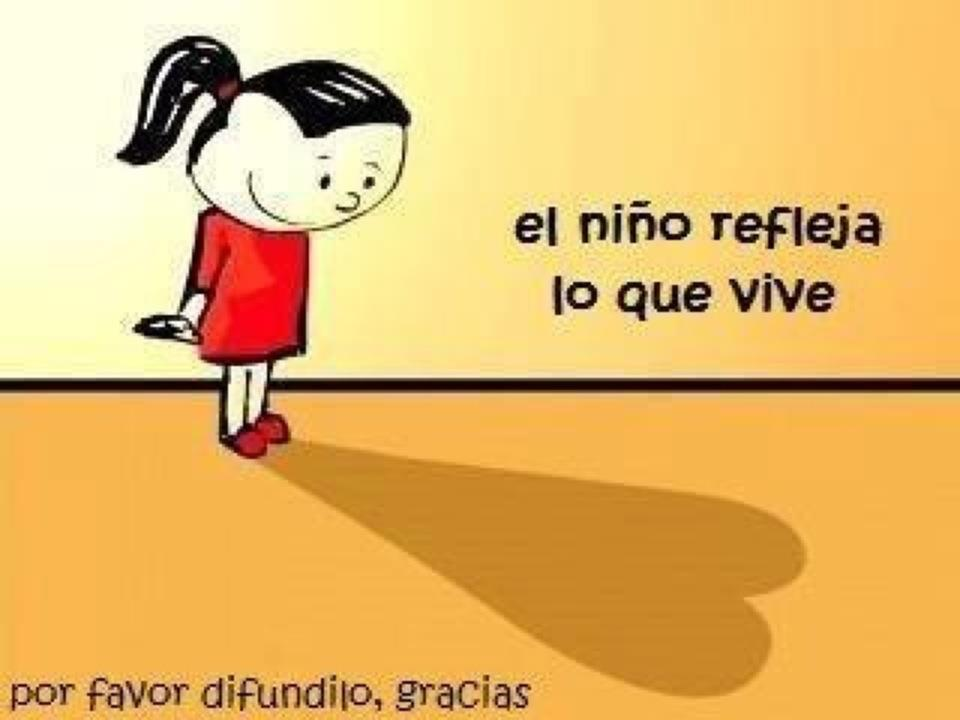 el niño refleja
lo que vive
por favor difundilo, gracias